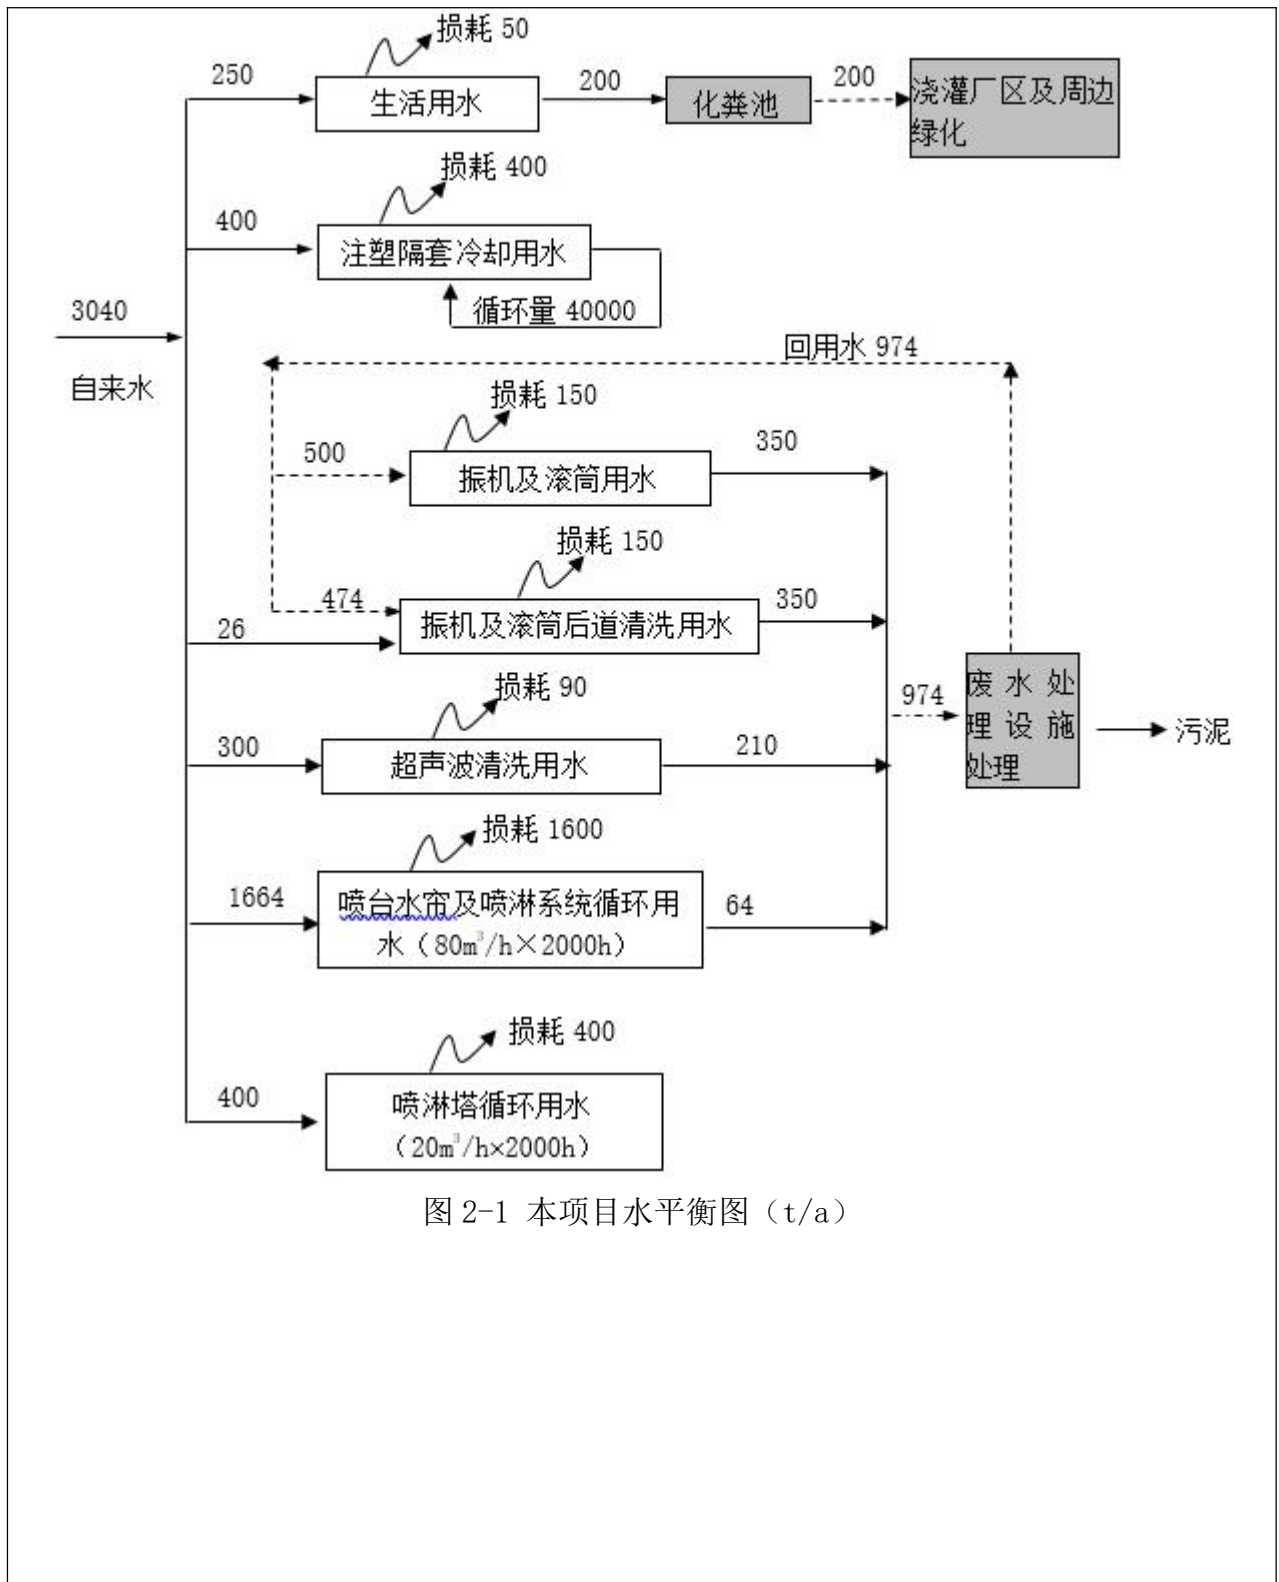 损耗 50
250
生活用水
200
化粪池
200
浇灌厂区及周边
绿化
损耗 400
400
注塑隔套冷却用水
循环量 40000
3040
自来水
回用水 974
损耗 150
500
振机及滚筒用水
350
损耗 150
474
26
振机及滚筒后道清洗用水
350
损耗 90
300
超声波清洗用水
210
974
废水处
理设施
处理
污泥
损耗 1600
1664
喷台水帘及喷淋系统循环用
水（80m³/h×2000h）
64
损耗 400
400
喷淋塔循环用水
（20m³/h×2000h）
图 2-1 本项目水平衡图（t/a）